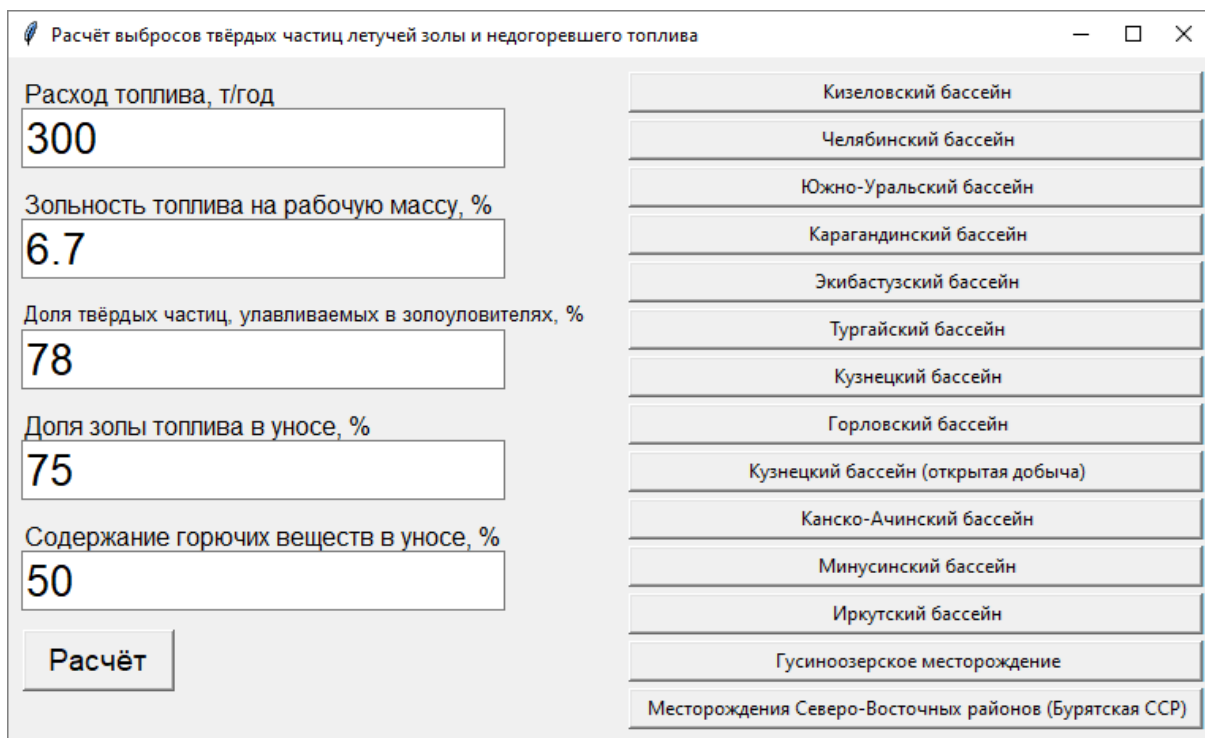 Расчёт выбросов твёрдых частиц летучей золы и недогоревшего топлива
Расход топлива, т/год
300
Зольность топлива на рабочую массу, %
6.7
Доля твёрдых частиц, улавливаемых в золоуловителях, %
78
Доля золы топлива в уносе, %
75
Содержание горючих веществ в уносе, %
50
Расчёт
Кизеловский бассейн
Челябинский бассейн
Южно-Уральский бассейн
Карагандинский бассейн
Экибастузский бассейн
Тургайский бассейн
Кузнецкий бассейн
Горловский бассейн
Кузнецкий бассейн (открытая добыча)
Канско-Ачинский бассейн
Минусинский бассейн
Иркутский бассейн
Гусиноозерское месторождение
Месторождения Северо-Восточных районов (Бурятская ССР)